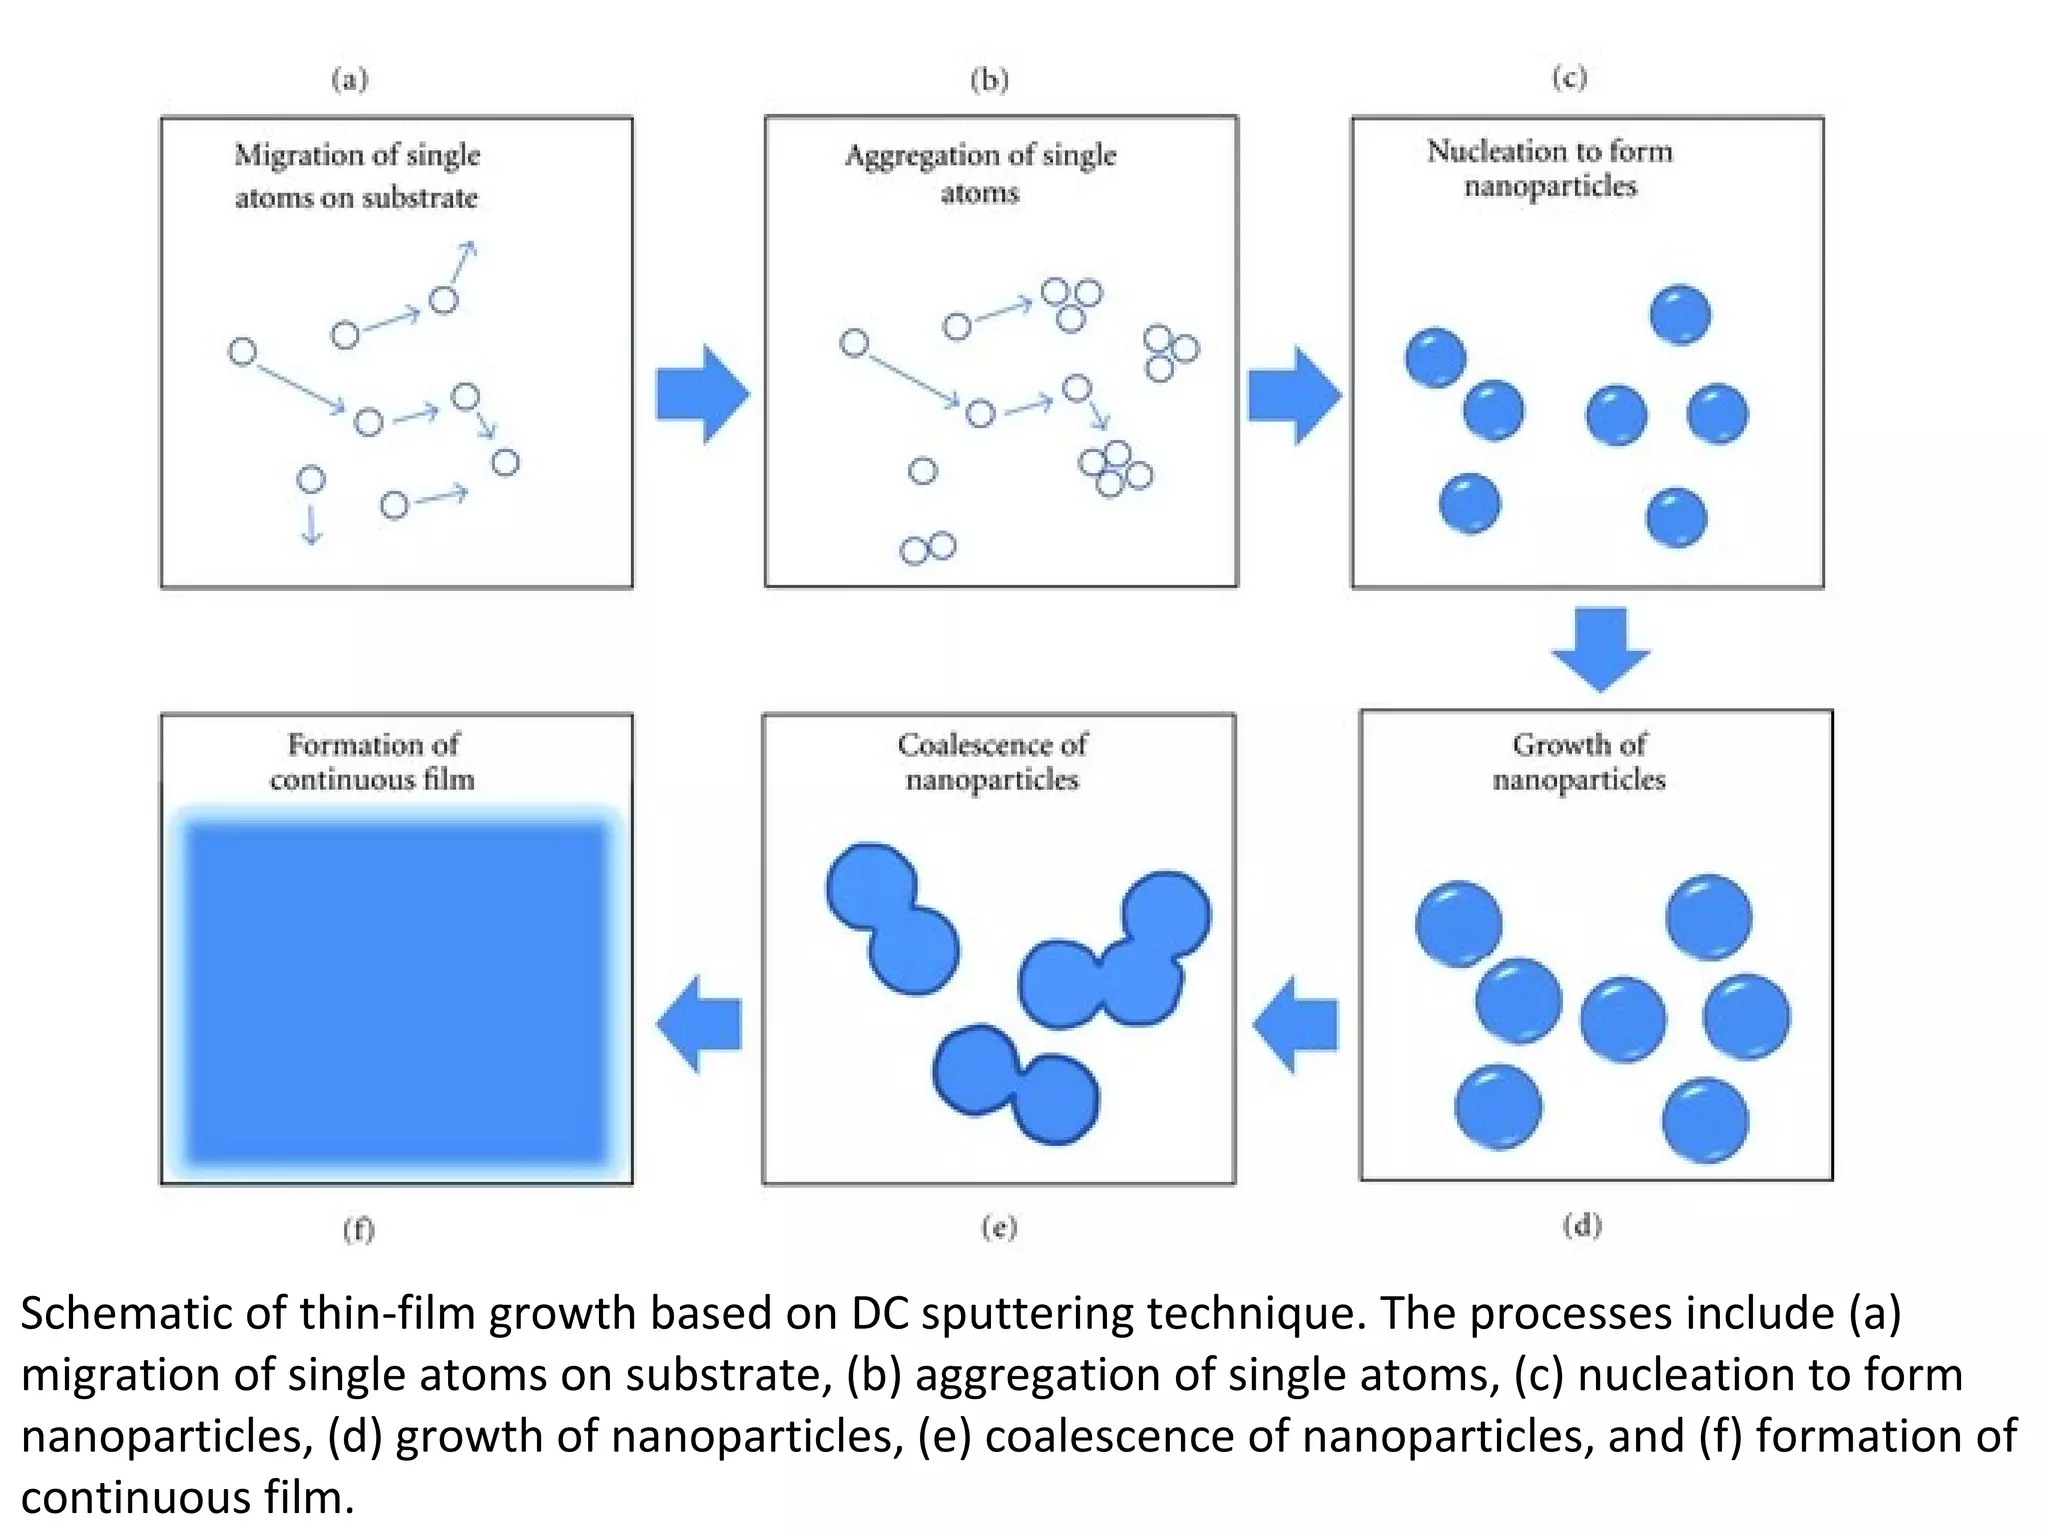 (a)
Migration of single
atoms on substrate
(b)
Aggregation of single
atoms
(c)
Nucleation to form
nanoparticles
Growth of
nanoparticles
(d)
Coalescence of
nanoparticles
(e)
Formation of
continuous film
(f)
Schematic of thin-film growth based on DC sputtering technique. The processes include (a)
migration of single atoms on substrate, (b) aggregation of single atoms, (c) nucleation to form
nanoparticles, (d) growth of nanoparticles, (e) coalescence of nanoparticles, and (f) formation of
continuous film.